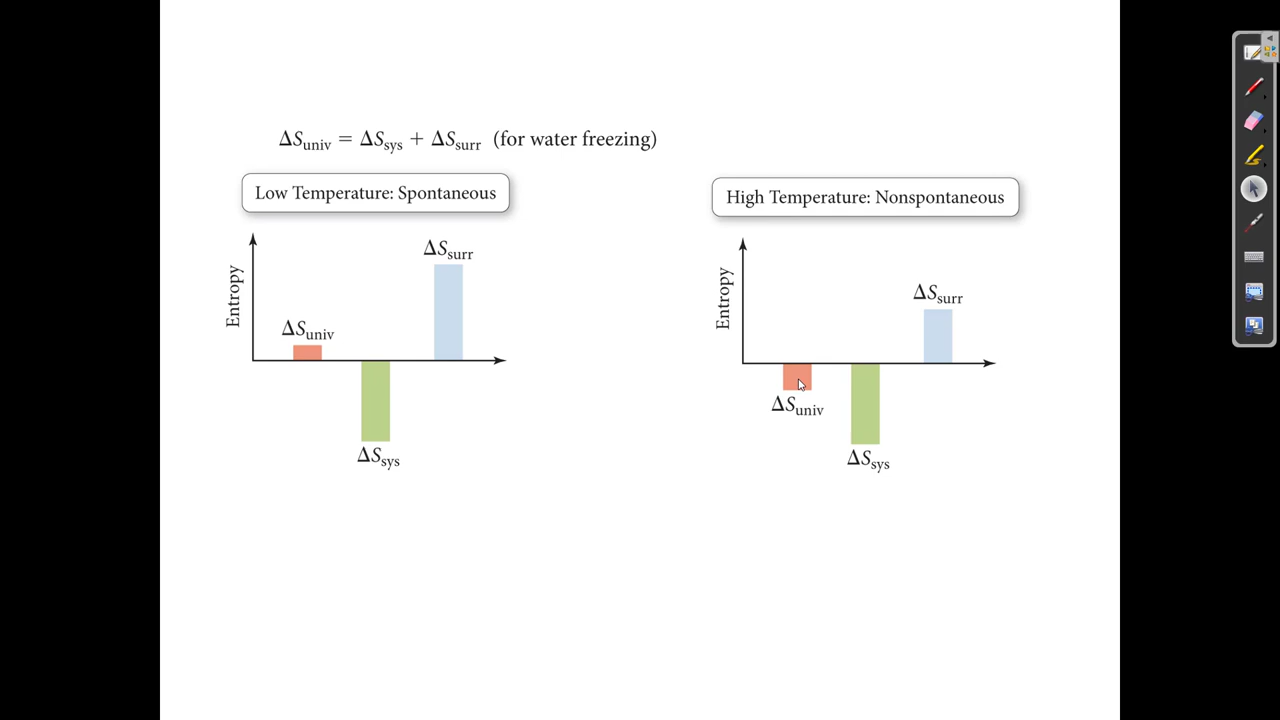 ΔSuniv = ΔSsys + ΔSsurr (for water freezing)
Low Temperature: Spontaneous
Entropy
ΔSsurr
ΔSuniv
ΔSsys
High Temperature: Nonspontaneous
Entropy
ΔSsurr
ΔSuniv
ΔSsys